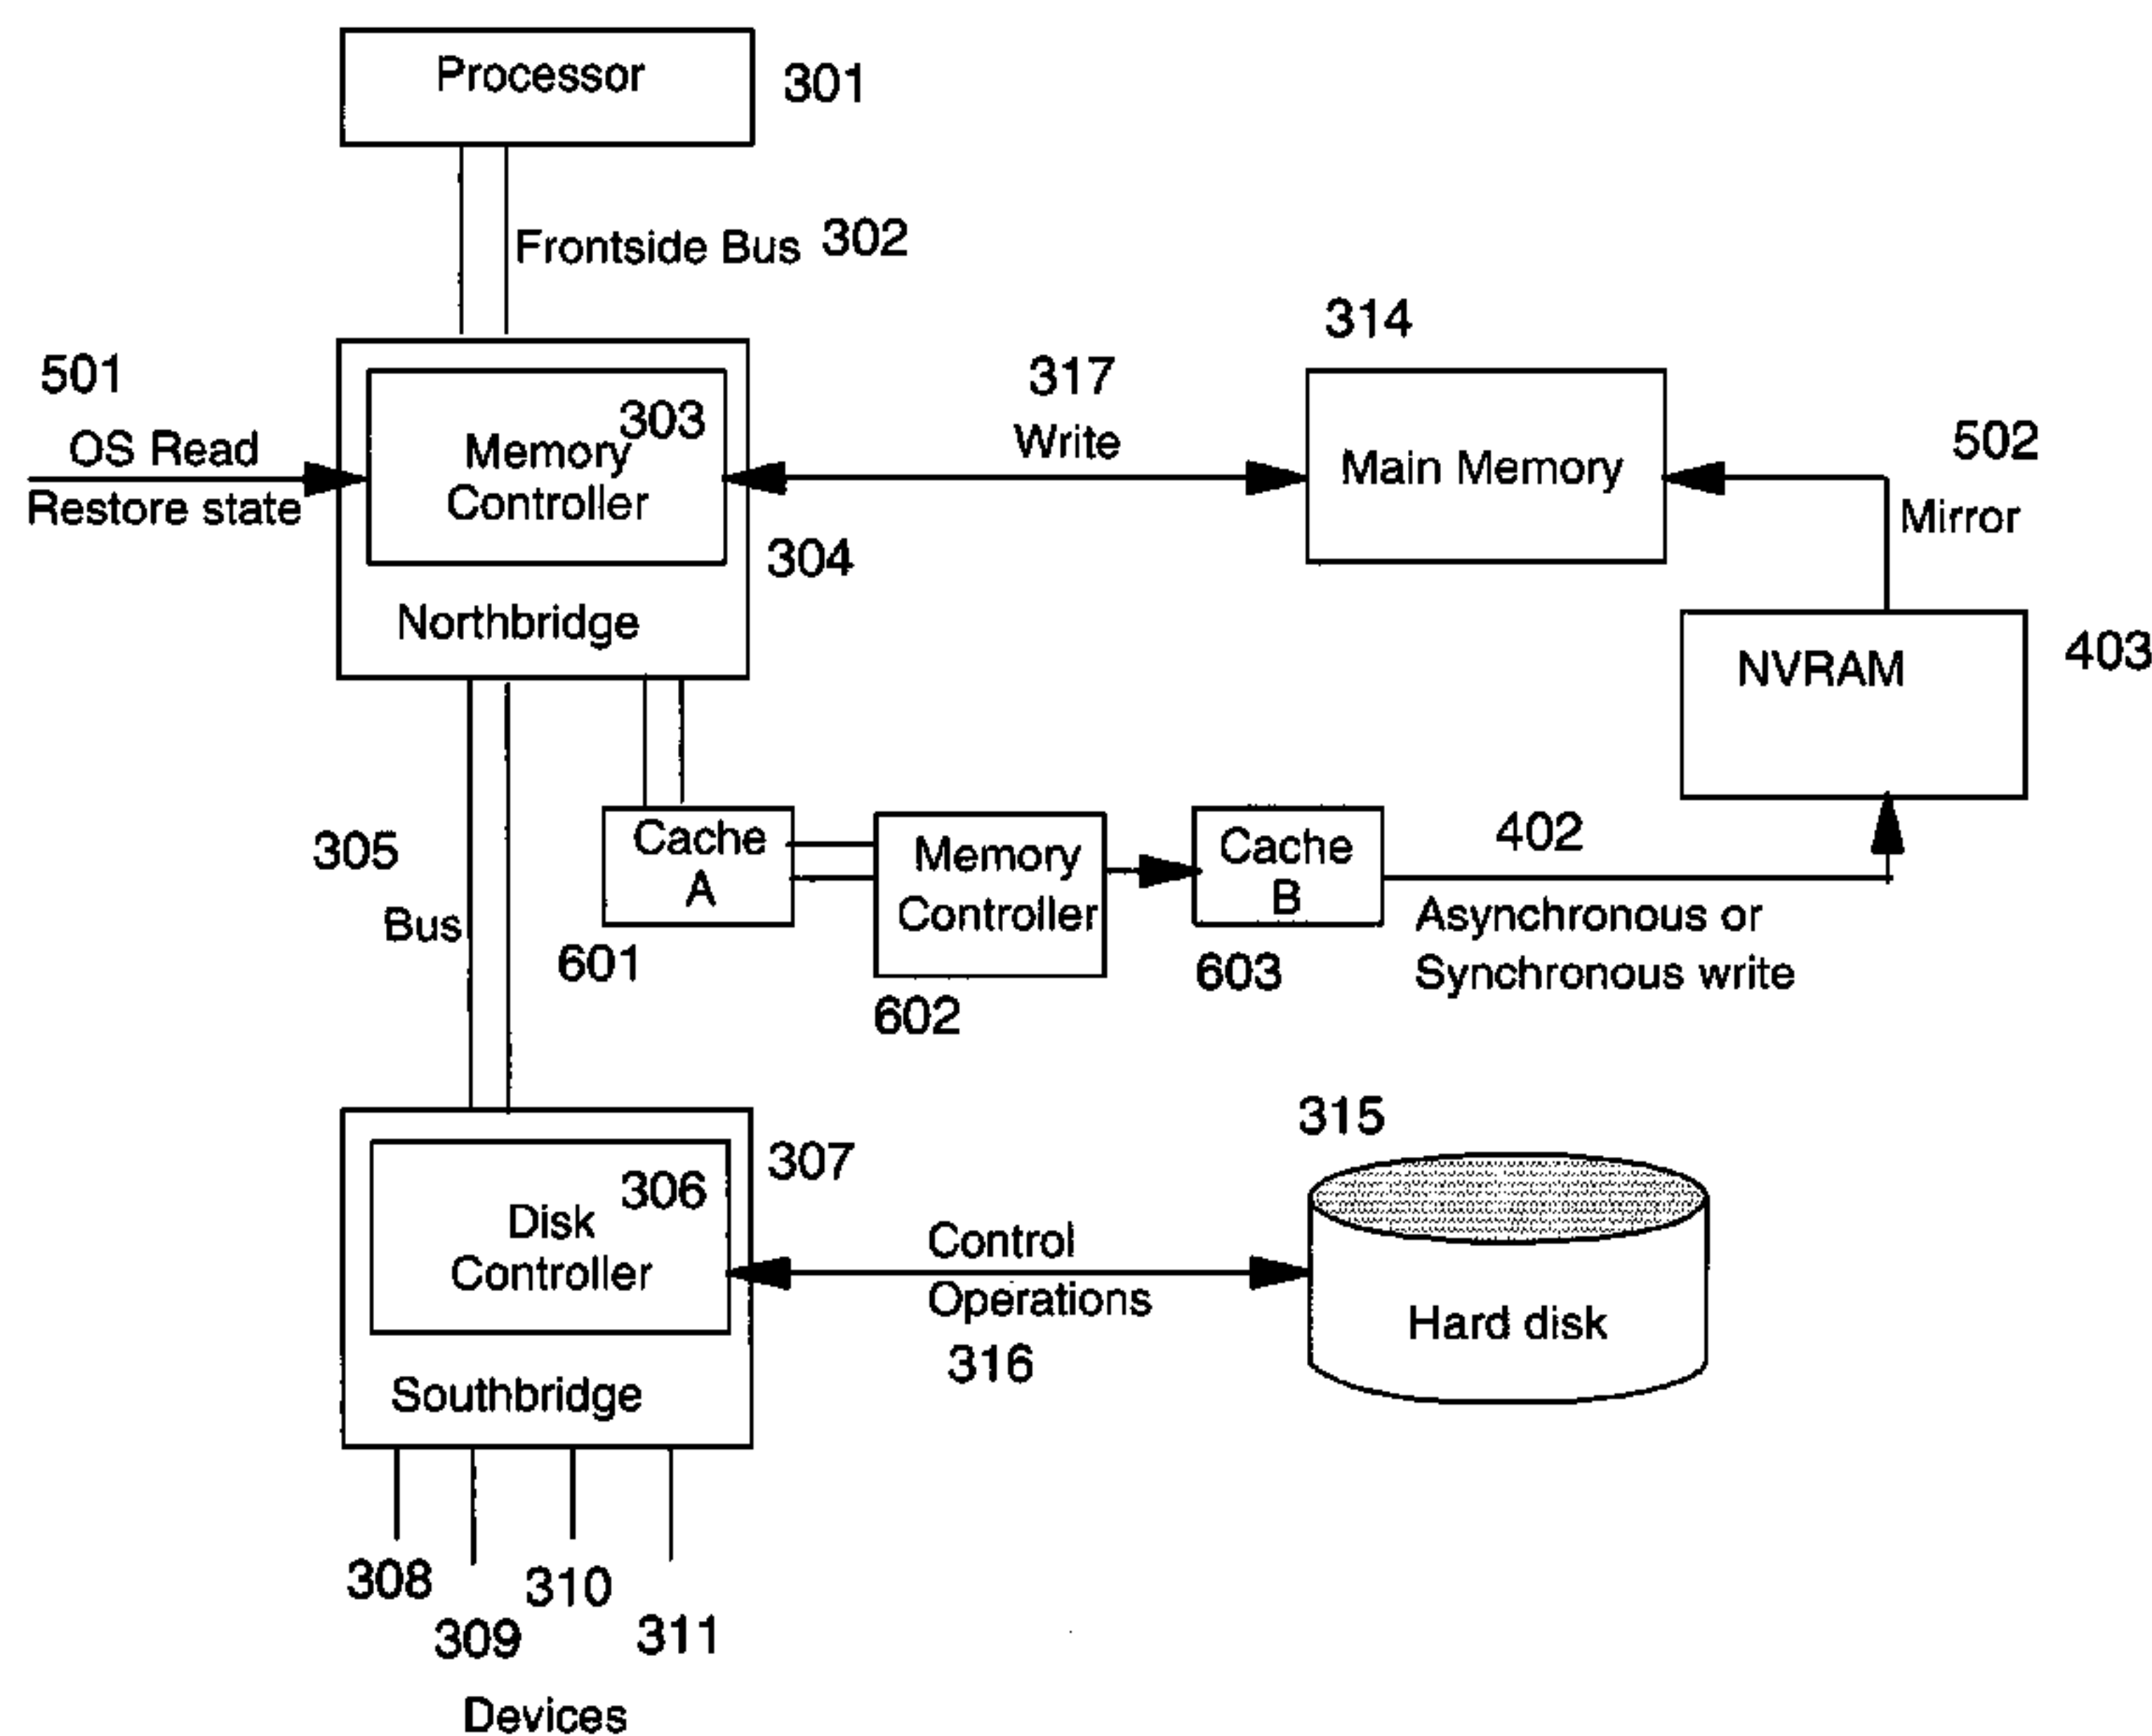 Processor
301
Frontside Bus 302
501
OS Read
Restore state
303
Memory
Controller
304
Northbridge
317
Write
314
Main Memory
502
Mirror
NVRAM
403
305
Bus
Cache
A
601
Memory
Controller
602
Cache
B
603
402
Asynchronous or
Synchronous write
307
306
Disk
Controller
Southbridge
Control
Operations
316
315
Hard disk
308
309
310
311
Devices